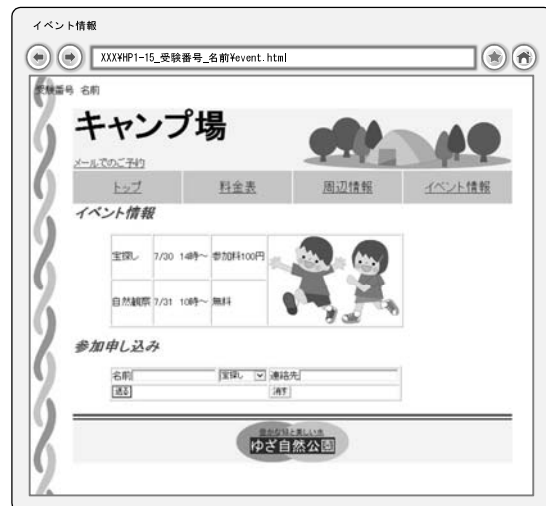 イベント情報
XXX¥HP1-15_受験番号_名前¥event.html
受験番号 名前
キャンプ場
メールでのご予約
トップ 料金表 周辺情報 イベント情報
イベント情報
宝探し 7/30 14時～ 参加料100円
自然観察 7/31 10時～ 無料
参加申し込み
名前 宝探し 連絡先
送る 消す
ゆざ自然公園